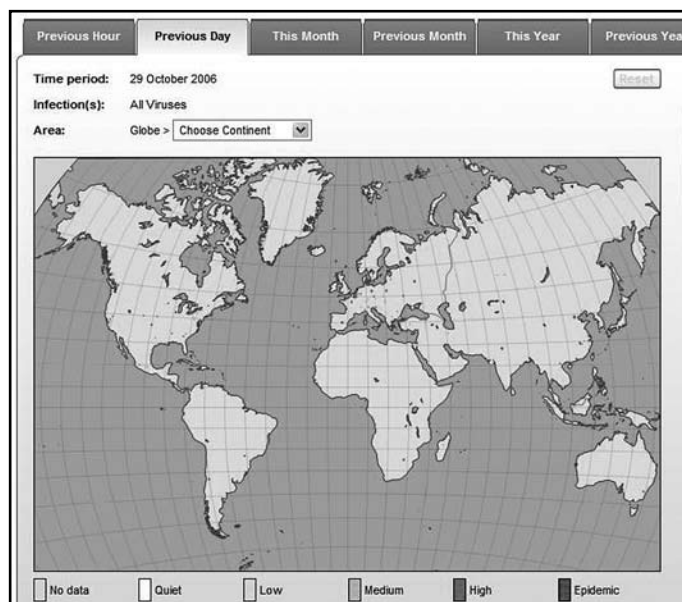 Previous Hour Previous Day This Month Previous Month This Year Previous Yea
Time period: 29 October 2006 Reset
Infection(s): All Viruses
Area: Globe > Choose Continent
No data Quiet Low Medium High Epidemic